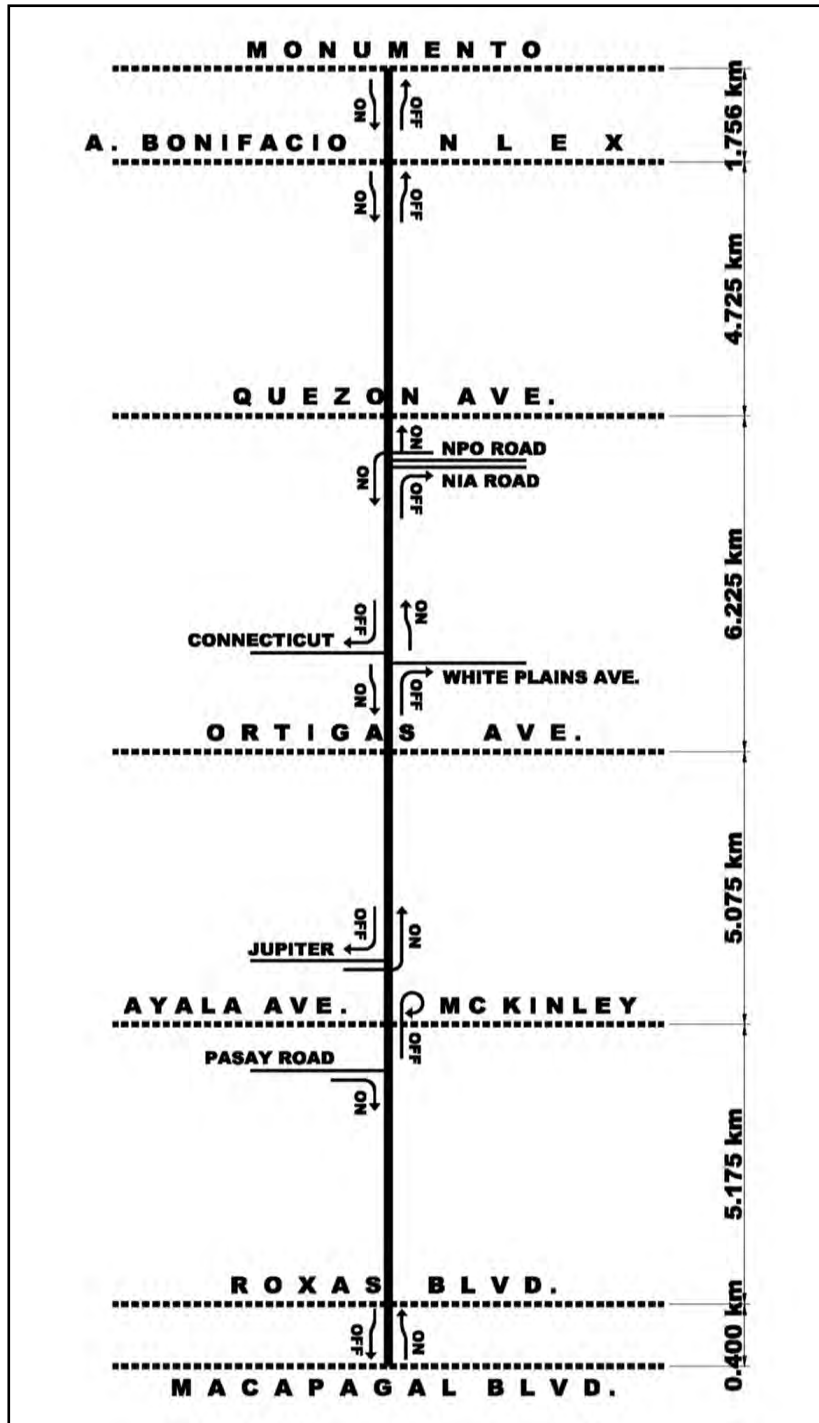 MONUMENTO
ON OFF
1.756 km
A. BONIFACIO NLEX
ON OFF
4.725 km
QUEZON AVE.
ON
NPO ROAD
ON
NIA ROAD
OFF
6.225 km
OFF ON
CONNECTICUT
WHITE PLAINS AVE.
ON OFF
ORTIGAS AVE.
5.075 km
OFF ON
JUPITER
AYALA AVE. MC KINLEY
OFF
PASAY ROAD
ON
5.175 km
ROXAS BLVD.
OFF ON
0.400 km
MACAPAGAL BLVD.